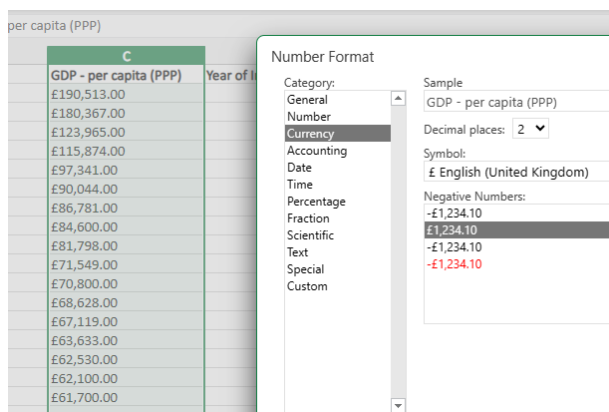 per capita (PPP)
C
GDP - per capita (PPP) Year of I
£190,513.00
£180,367.00
£123,965.00
£115,874.00
£97,341.00
£90,044.00
£86,781.00
£84,600.00
£81,798.00
£71,549.00
£70,800.00
£68,628.00
£67,119.00
£63,633.00
£62,530.00
£62,100.00
£61,700.00
Number Format
Category:
General
Number
Currency
Accounting
Date
Time
Percentage
Fraction
Scientific
Text
Special
Custom
Sample
GDP - per capita (PPP)
Decimal places: 2
Symbol:
£ English (United Kingdom)
Negative Numbers:
-£1,234.10
£1,234.10
-£1,234.10
-£1,234.10